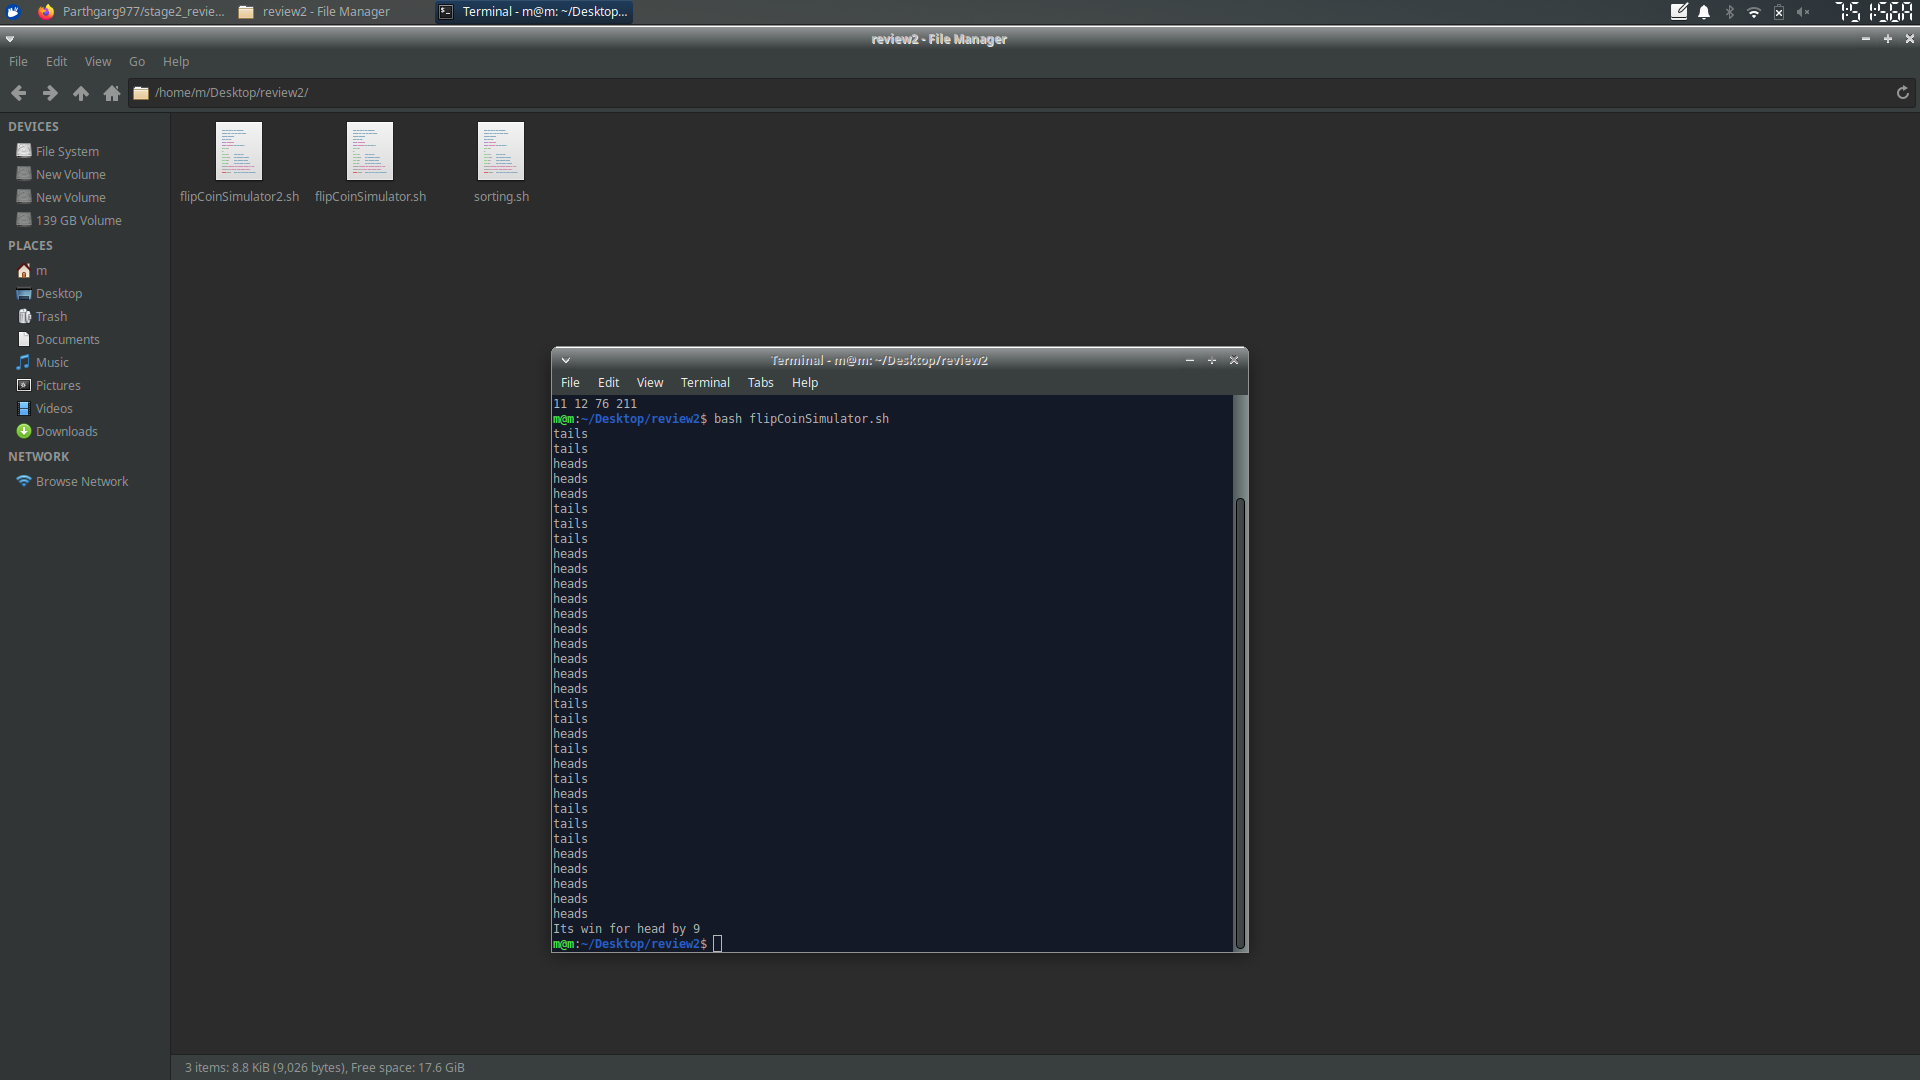 Parthgarg977/stage2_revie... review2 - File Manager Terminal - m@m: ~/Desktop... 7:5 1:56A
review2 - File Manager
File Edit View Go Help
/home/m/Desktop/review2/
DEVICES
File System
New Volume
New Volume
139 GB Volume
PLACES
m
Desktop
Trash
Documents
Music
Pictures
Videos
Downloads
NETWORK
Browse Network
flipCoinSimulator2.sh flipCoinSimulator.sh sorting.sh
Terminal - m@m: ~/Desktop/review2
File Edit View Terminal Tabs Help
11 12 76 211
m@m:~/Desktop/review2$ bash flipCoinSimulator.sh
tails
tails
heads
heads
heads
tails
tails
tails
heads
heads
heads
heads
heads
heads
heads
heads
heads
heads
tails
tails
heads
tails
heads
tails
heads
tails
tails
tails
heads
heads
heads
heads
heads
Its win for head by 9
m@m:~/Desktop/review2$
3 items: 8.8 KiB (9,026 bytes), Free space: 17.6 GiB